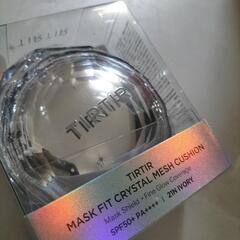 TIRTIR
TIRTIR
MASK FIT CRYSTAL MESH CUSHION
Mask Shield • Fine Glow Coverage
SPF50+ PA++++ | 21N IVORY